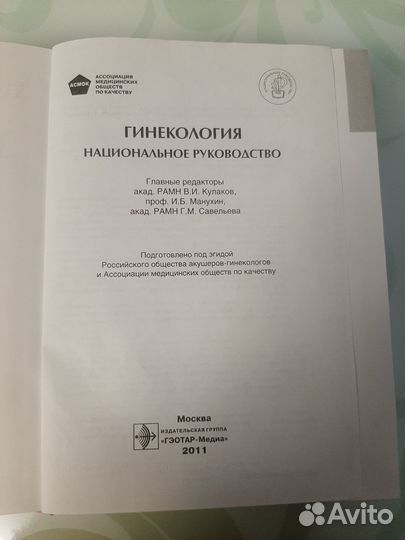 АСМОК
АССОЦИАЦИЯ
МЕДИЦИНСКИХ
ОБЩЕСТВ
ПО КАЧЕСТВУ
ГИНЕКОЛОГИЯ
НАЦИОНАЛЬНОЕ РУКОВОДСТВО
Главные редакторы
акад. РАМН В.И. Кулаков,
проф. И.Б. Манухин,
акад. РАМН Г.М. Савельева
Подготовлено под эгидой
Российского общества акушеров-гинекологов
и Ассоциации медицинских обществ по качеству
Москва
ИЗДАТЕЛЬСКАЯ ГРУППА
«ГЭОТАР-Медиа»
2011
Avito